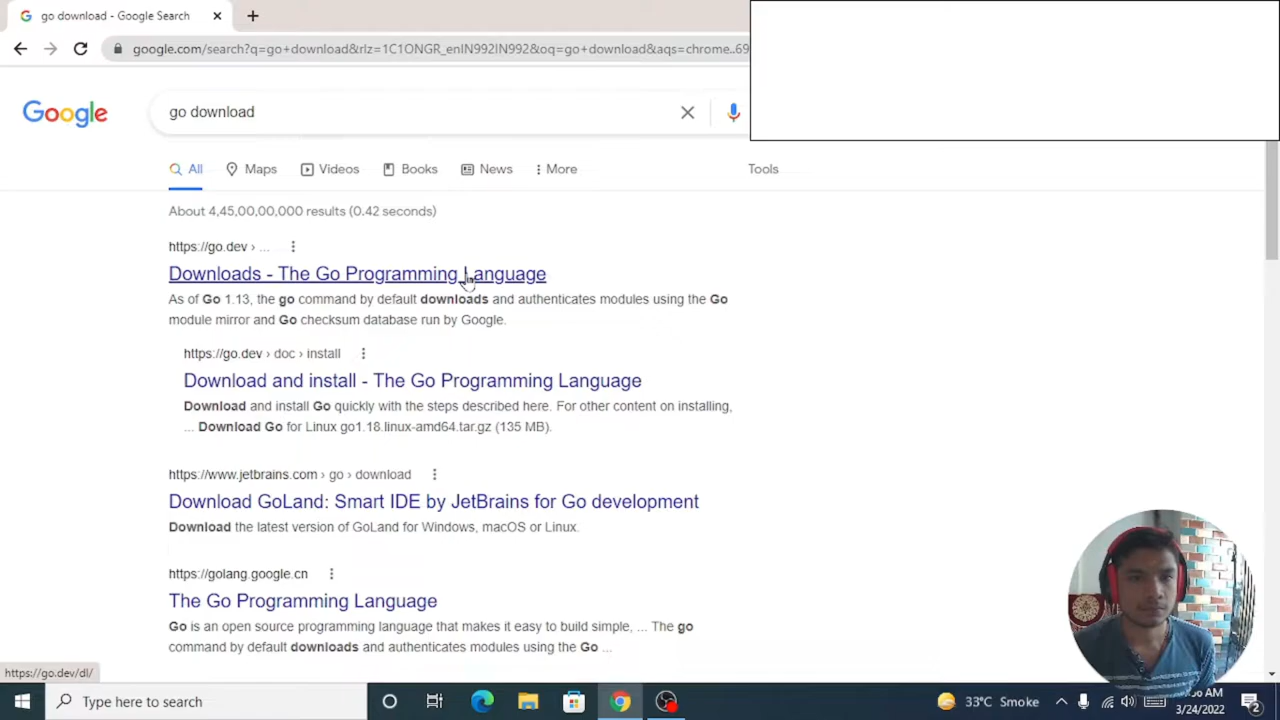 go download - Google Search
google.com/search?q=go+download&rlz=1C1ONGR_enIN992IN992&oq=go+download&aqs=chrome..69
Google
go download
All Maps Videos Books News More Tools
About 4,45,00,00,000 results (0.42 seconds)
https://go.dev › ...
Downloads - The Go Programming Language
As of Go 1.13, the go command by default downloads and authenticates modules using the Go
module mirror and Go checksum database run by Google.
https://go.dev › doc › install
Download and install - The Go Programming Language
Download and install Go quickly with the steps described here. For other content on installing,
... Download Go for Linux go1.18.linux-amd64.tar.gz (135 MB).
https://www.jetbrains.com › go › download
Download GoLand: Smart IDE by JetBrains for Go development
Download the latest version of GoLand for Windows, macOS or Linux.
https://golang.google.cn
The Go Programming Language
Go is an open source programming language that makes it easy to build simple, ... The go
command by default downloads and authenticates modules using the Go ...
https://go.dev/dl/
Type here to search
33°C Smoke
AM
3/24/2022
2